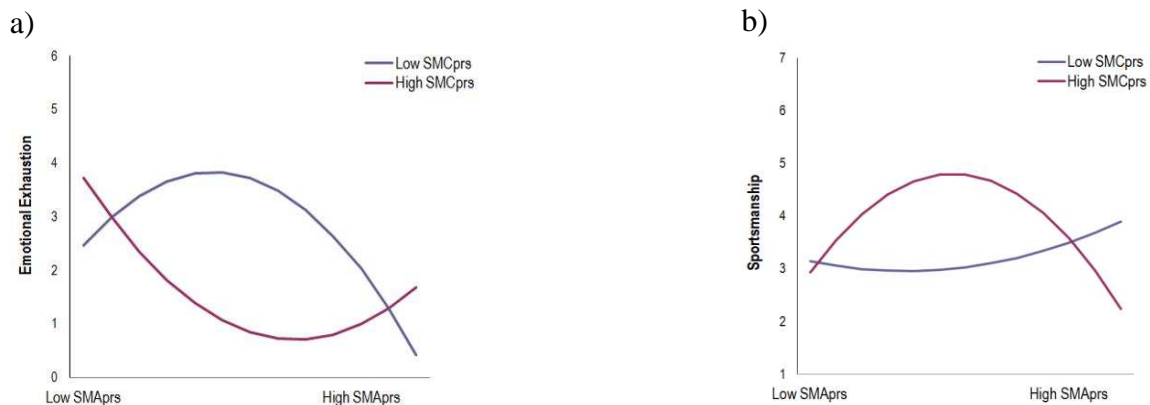 a)
6
5
4
3
2
1
0
Emotional Exhaustion
Low SMCprs
High SMCprs
Low SMAprs
High SMAprs
b)
7
6
5
4
3
2
1
Sportsmanship
Low SMCprs
High SMCprs
Low SMAprs
High SMAprs